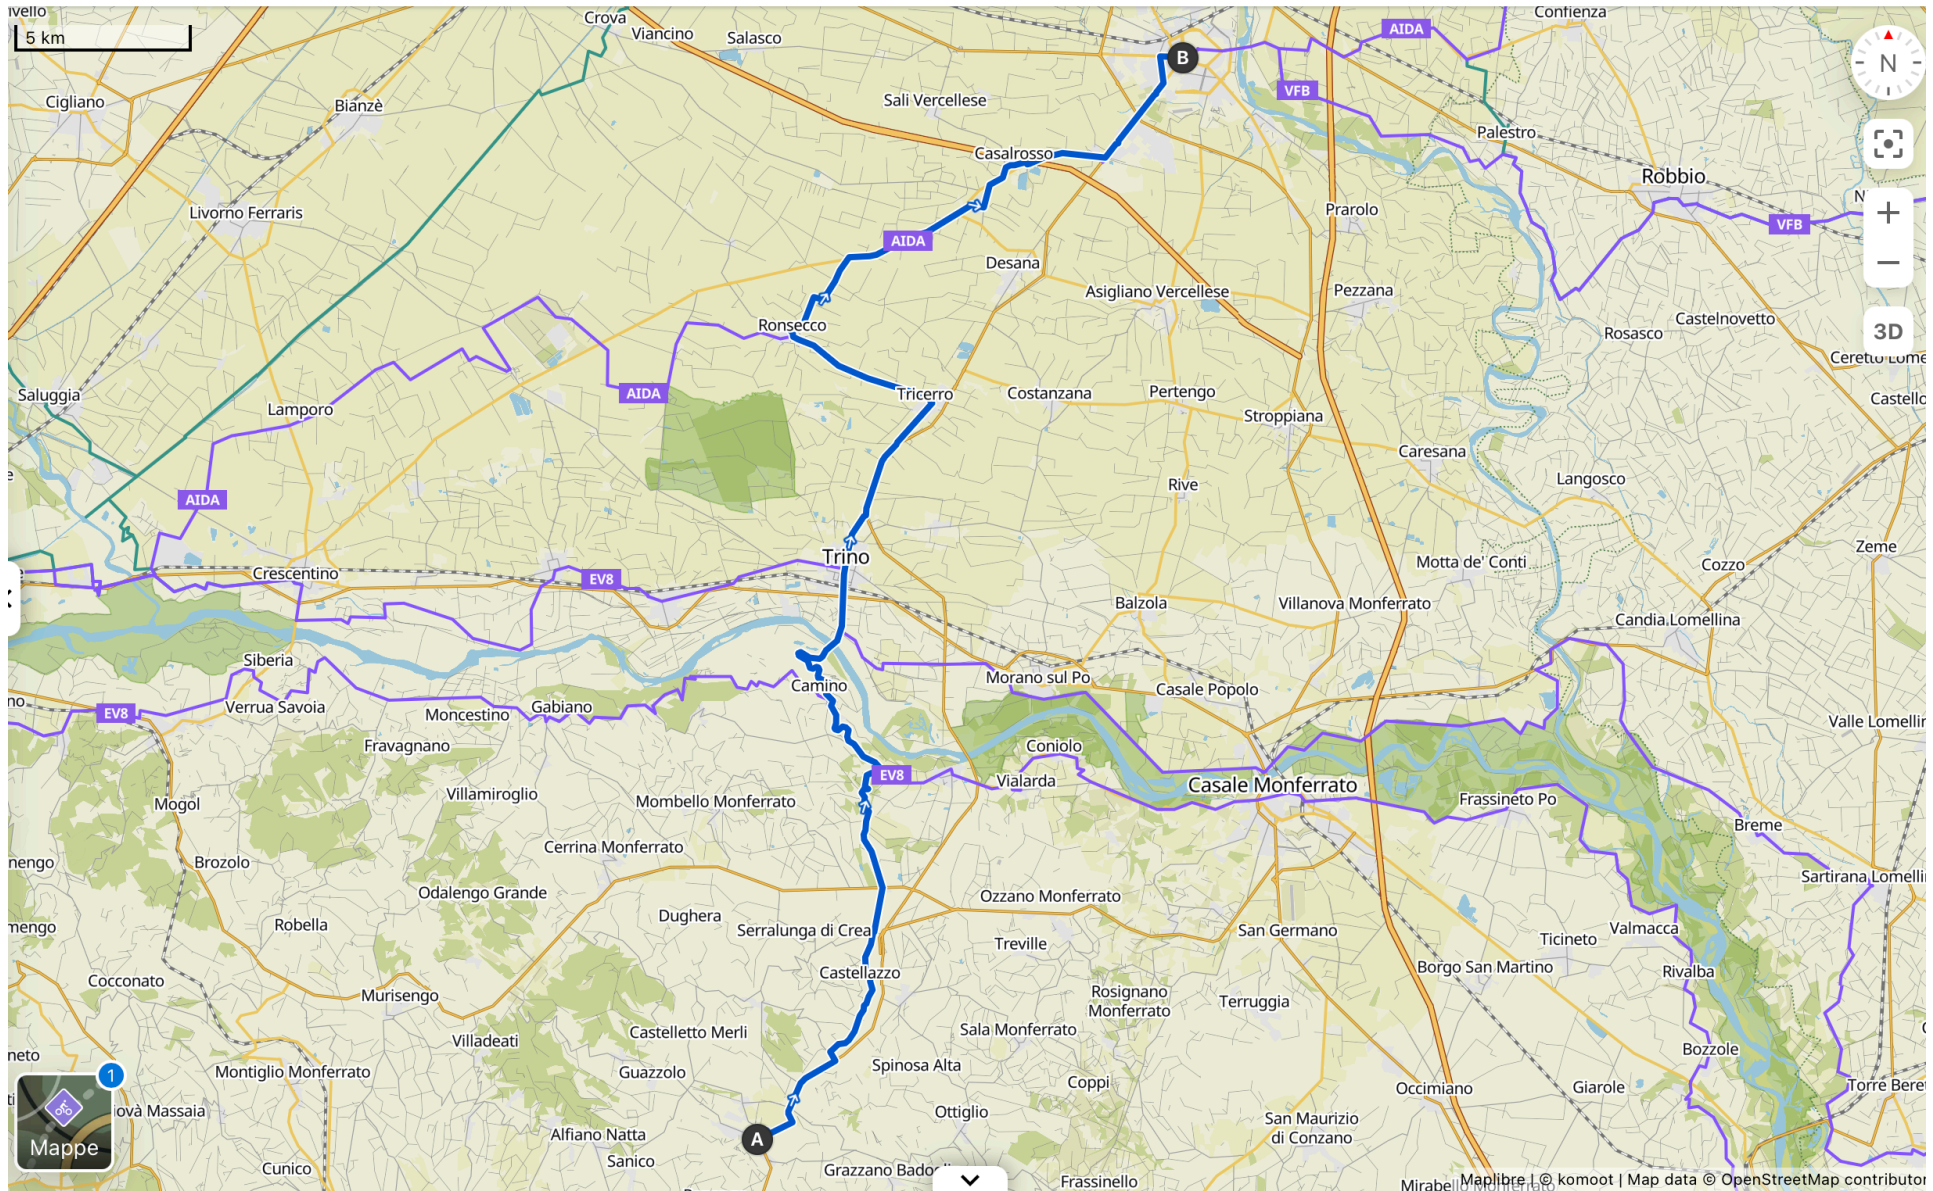 5 km
Crova
Viancino
Salasco
AIDA
Confienza
B
N
Cigliano
Bianzè
Sali Vercellese
VFB
Palestro
Casalrosso
Robbio
Livorno Ferraris
Prarolo
VFB
AIDA
Desana
Asigliano Vercellese
Pezzana
Ronsecco
Castelnovetto
Rosasco
3D
Saluggia
AIDA
Tricerro
Costanzana
Pertengo
Lamporo
Stroppiana
Caresana
AIDA
Rive
Langosco
Trino
Zeme
Crescentino
EV8
Motta de' Conti
Cozzo
Balzola
Villanova Monferrato
Candia Lomellina
Siberia
Camino
Morano sul Po
Casale Popolo
EV8
Verrua Savoia
Moncestino
Gabiano
Fravagnano
Coniolo
EV8
Vialarda
Casale Monferrato
Mogol
Villamiroglio
Mombello Monferrato
Frassineto Po
Breme
Cerrina Monferrato
Brozolo
Odalengo Grande
Ozzano Monferrato
Dughera
Robella
Serralunga di Crea
Treville
San Germano
Ticineto
Valmacca
Cocconato
Castellazzo
Borgo San Martino
Rivalba
Murisengo
Rosignano
Monferrato
Terruggia
Castelletto Merli
Sala Monferrato
Villadeati
Bozzole
Montiglio Monferrato
Guazzolo
Spinosa Alta
Coppi
Occimiano
Giarole
1
Mappe
Ottiglio
San Maurizio
di Conzano
Alfiano Natta
A
Sanico
Cunico
Frassinello
Maplibre | © komoot | Map data © OpenStreetMap contributor